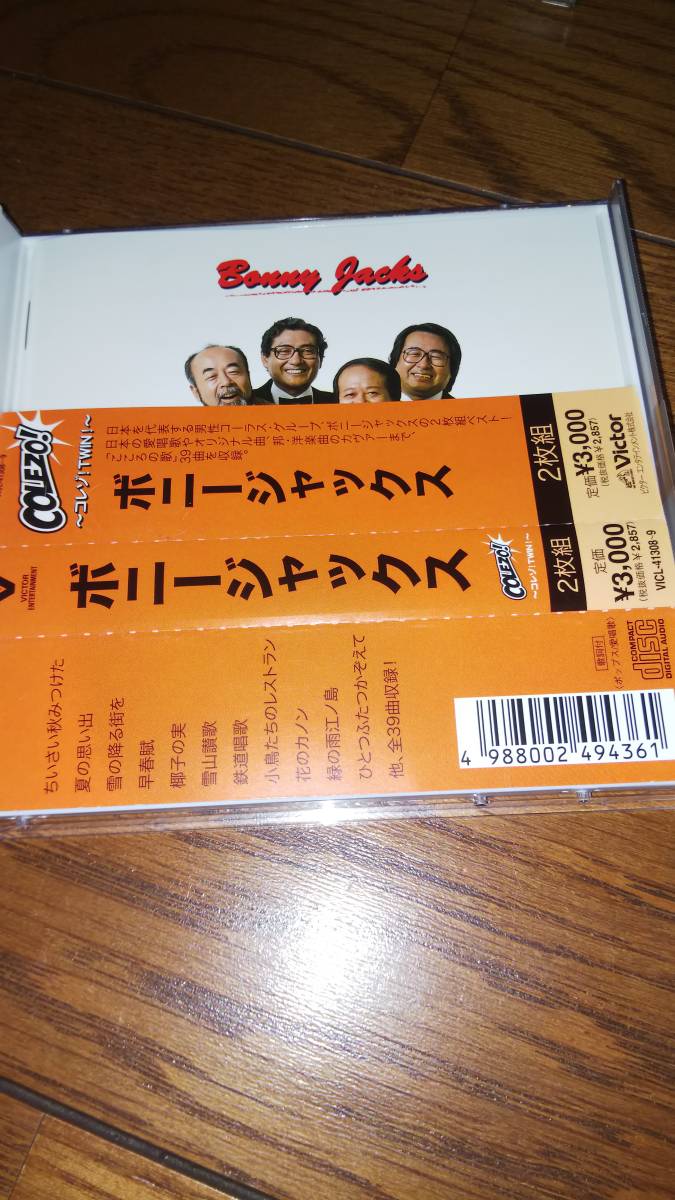 Bonny Jacks
COLEZO!
～コレゾ!TWIN!～
日本を代表する男性コーラス・グループ、ボニージャックスの2枚組ベスト!
日本の愛唱歌やオリジナル曲、邦・洋楽曲のカヴァーまで、
「こころの歌」39曲を収録。
ボニージャックス
2枚組
定価¥3,000
(税抜価格¥2,857)
Victor
ビクターエンタテインメント株式会社
VICTOR
ENTERTAINMENT
ボニージャックス
COLEZO!
～コレゾ!TWIN!～
2枚組
定価
¥3,000
(税抜価格¥2,857)
VICL-41308-9
ちいさい秋みつけた
夏の思い出
雪の降る街を
早春賦
椰子の実
雪山讃歌
鉄道唱歌
小鳥たちのレストラン
花のカノン
緑の雨江ノ島
ひとつふたつかぞえて
他、全39曲収録!
歌詞付
〈ポップス/愛唱歌〉
COMPACT
disc
DIGITAL AUDIO
4 988002 494361